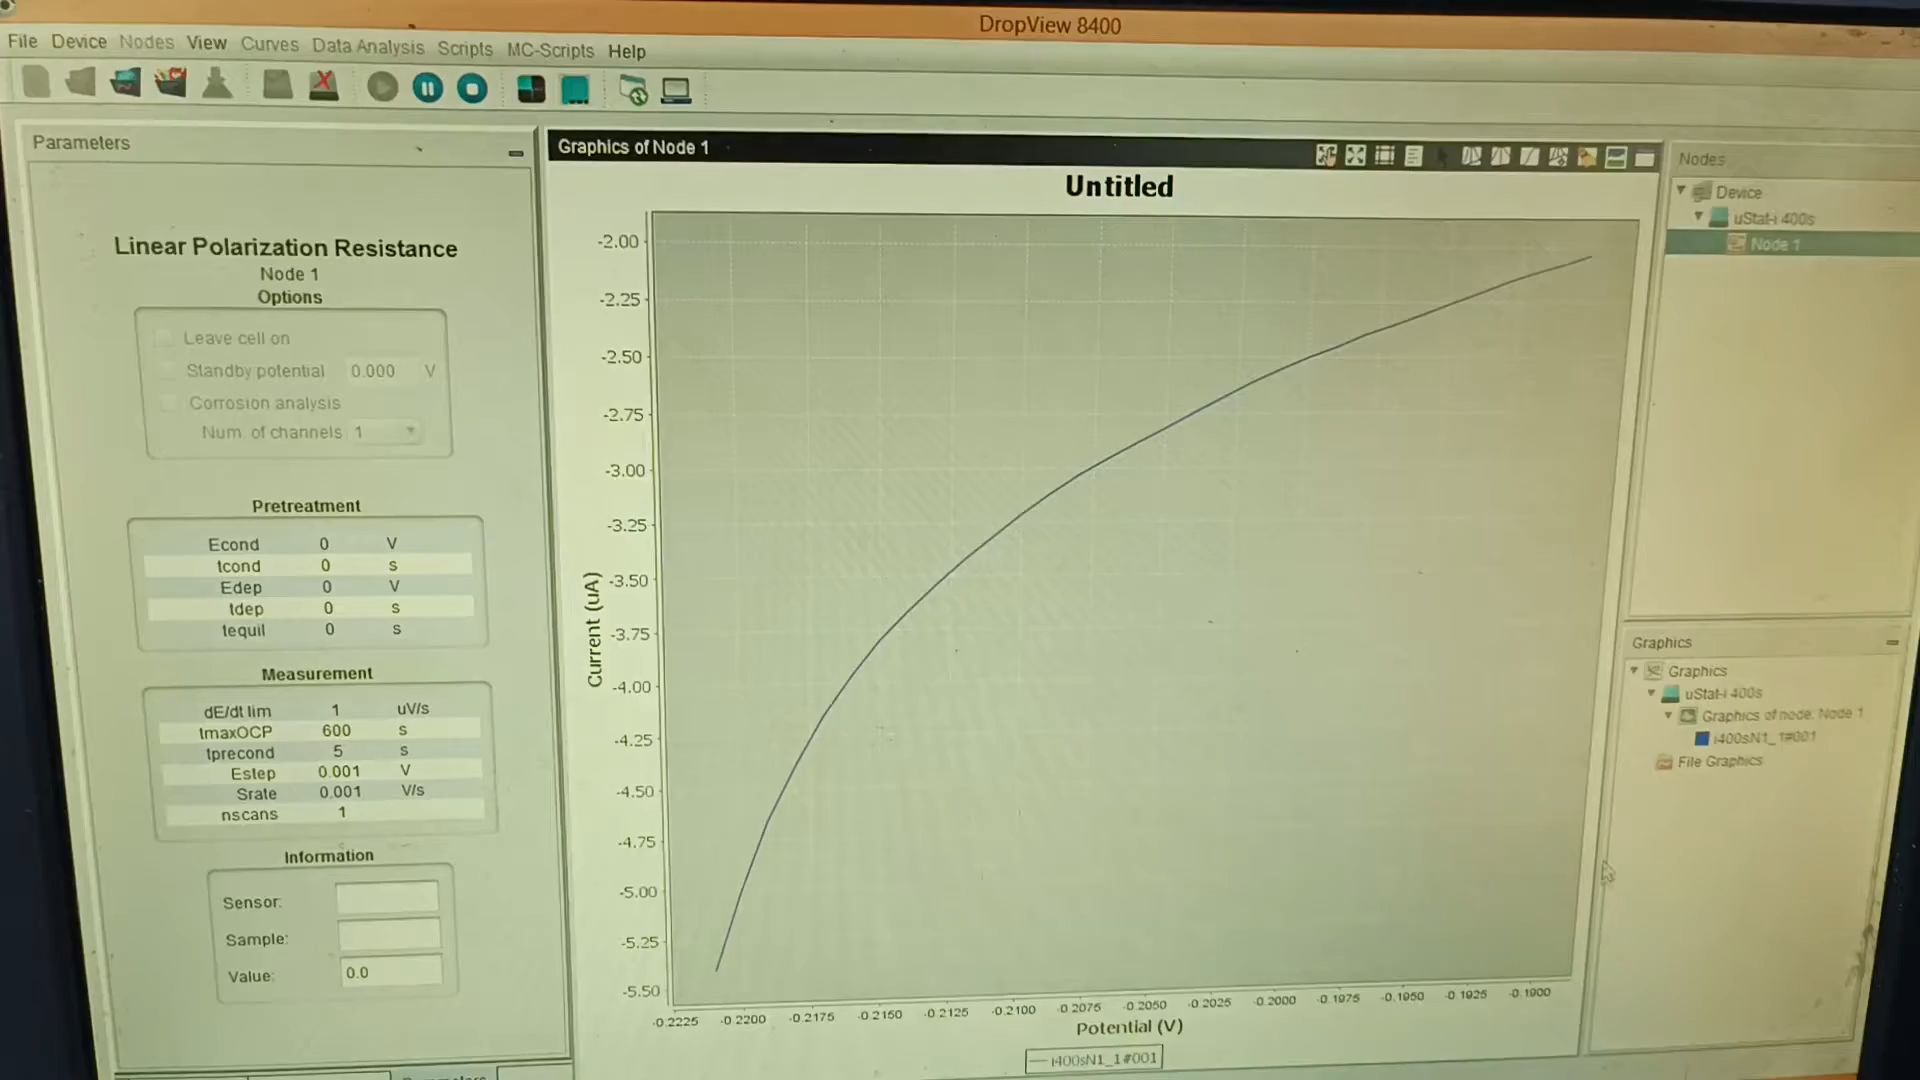 DropView 8400
File Device Nodes View Curves Data Analysis Scripts MC-Scripts Help
Parameters
Linear Polarization Resistance
Node 1
Options
Leave cell on
Standby potential 0.000 V
Corrosion analysis
Num. of channels 1
Pretreatment
Econd 0 V
tcond 0 s
Edep 0 V
tdep 0 s
tequil 0 s
Measurement
dE/dt lim 1 uV/s
tmaxOCP 600 s
tprecond 5 s
Estep 0.001 V
Srate 0.001 V/s
nscans 1
Information
Sensor:
Sample:
Value: 0.0
Graphics of Node 1
Untitled
-2.00
-2.25
-2.50
-2.75
-3.00
-3.25
-3.50
-3.75
-4.00
-4.25
-4.50
-4.75
-5.00
-5.25
-5.50
Current (uA)
-0.2225 -0.2200 -0.2175 -0.2150 -0.2125 -0.2100 -0.2075 -0.2050 -0.2025 -0.2000 -0.1975 -0.1950 -0.1925 -0.1900
Potential (V)
i400sN1_1#001
Nodes
Device
uStat-i 400s
Node 1
Graphics
Graphics
uStat-i 400s
Graphics of node: Node 1
i400sN1_1#001
File Graphics